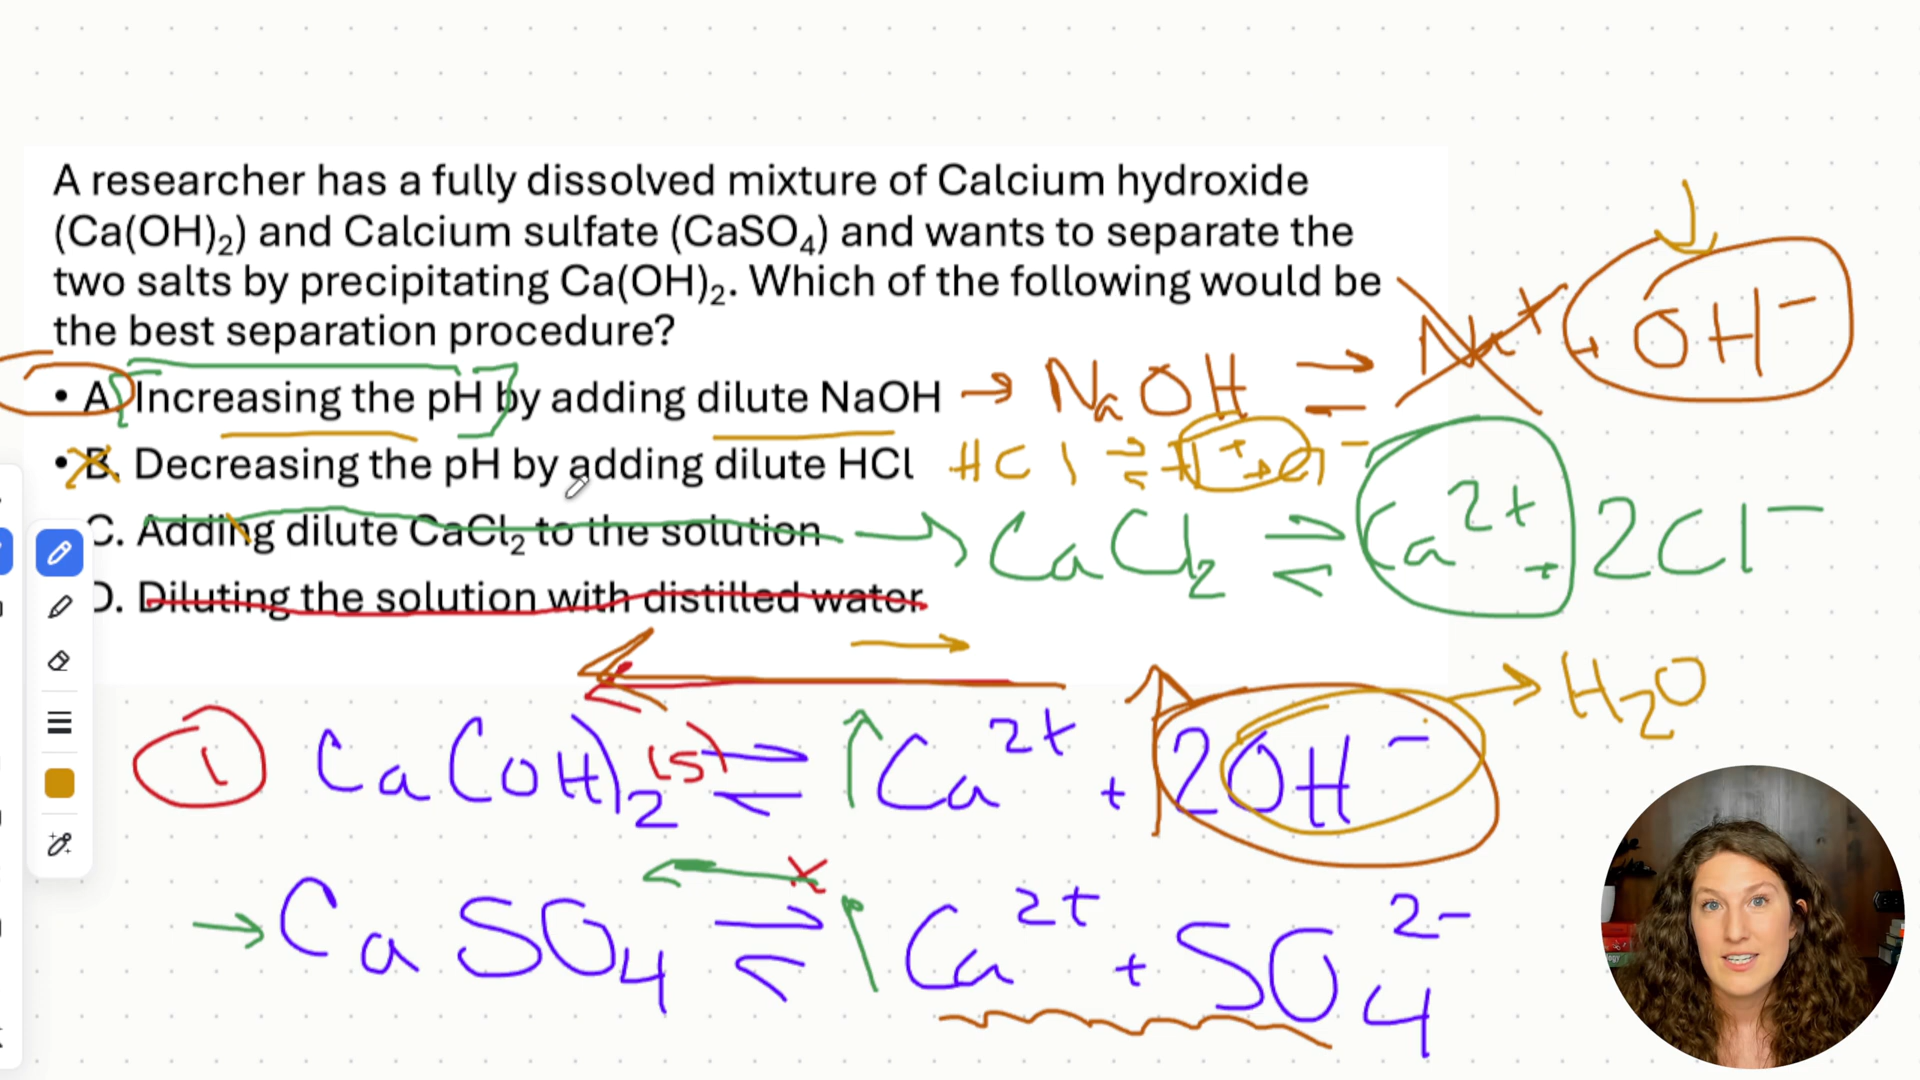 A researcher has a fully dissolved mixture of Calcium hydroxide
(Ca(OH)₂) and Calcium sulfate (CaSO₄) and wants to separate the
two salts by precipitating Ca(OH)₂. Which of the following would be
the best separation procedure?
• A. Increasing the pH by adding dilute NaOH → NaOH ⇌ Na⁺ + OH⁻
• B. Decreasing the pH by adding dilute HCl HCl ⇌ H⁺ + Cl⁻
C. Adding dilute CaCl₂ to the solution → CaCl₂ ⇌ Ca²⁺ + 2Cl⁻
D. Diluting the solution with distilled water
→ H₂O
1 Ca(OH)₂(s) ⇌ ↑Ca²⁺ + 2OH⁻
→ CaSO₄ ⇌ ↑Ca²⁺ + SO₄²⁻